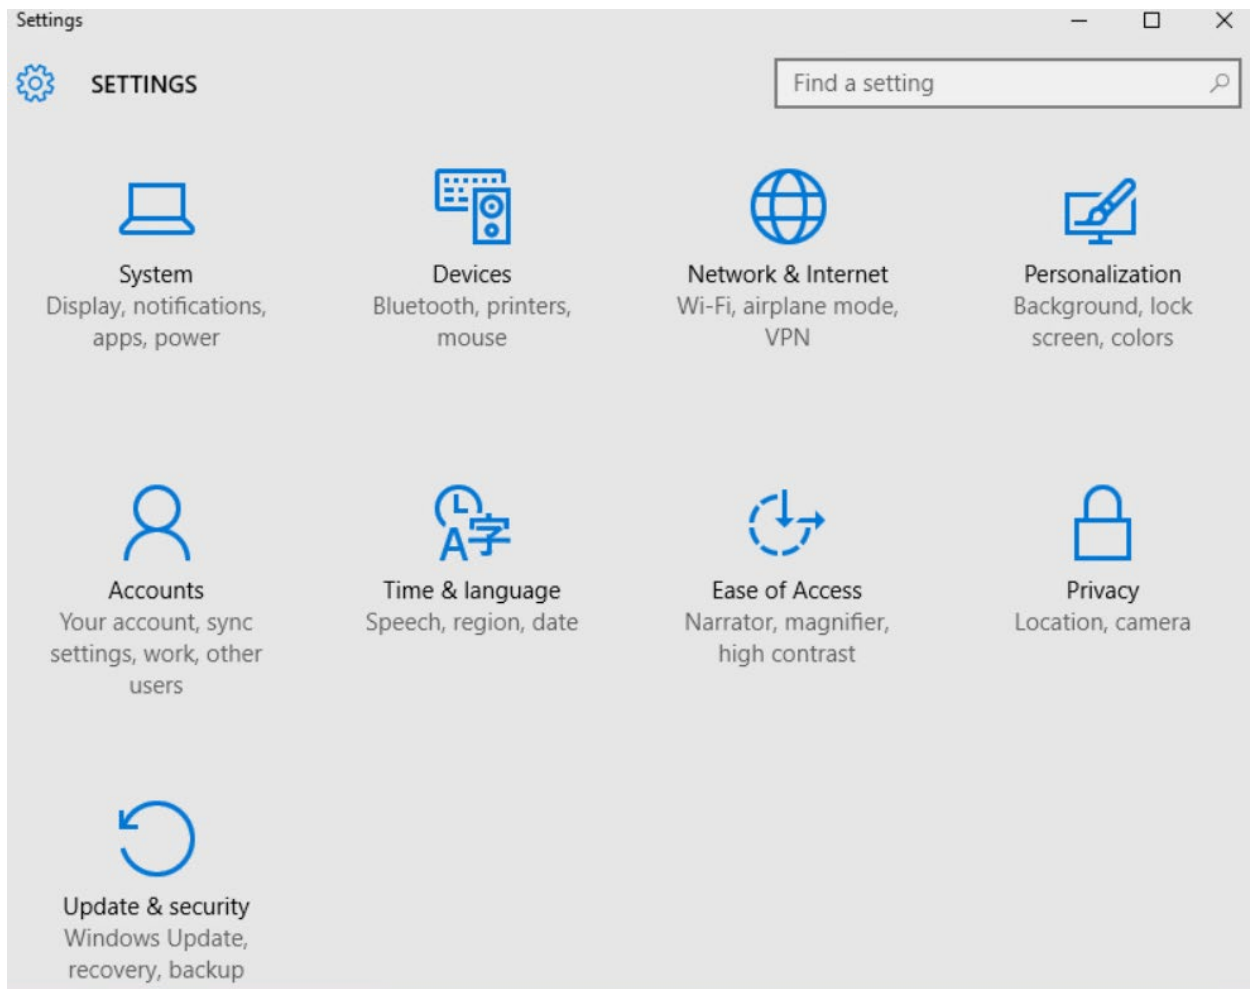 Settings
SETTINGS
Find a setting
System
Display, notifications,
apps, power
Devices
Bluetooth, printers,
mouse
Network & Internet
Wi-Fi, airplane mode,
VPN
Personalization
Background, lock
screen, colors
A字
Accounts
Your account, sync
settings, work, other
users
Time & language
Speech, region, date
Ease of Access
Narrator, magnifier,
high contrast
Privacy
Location, camera
Update & security
Windows Update,
recovery, backup